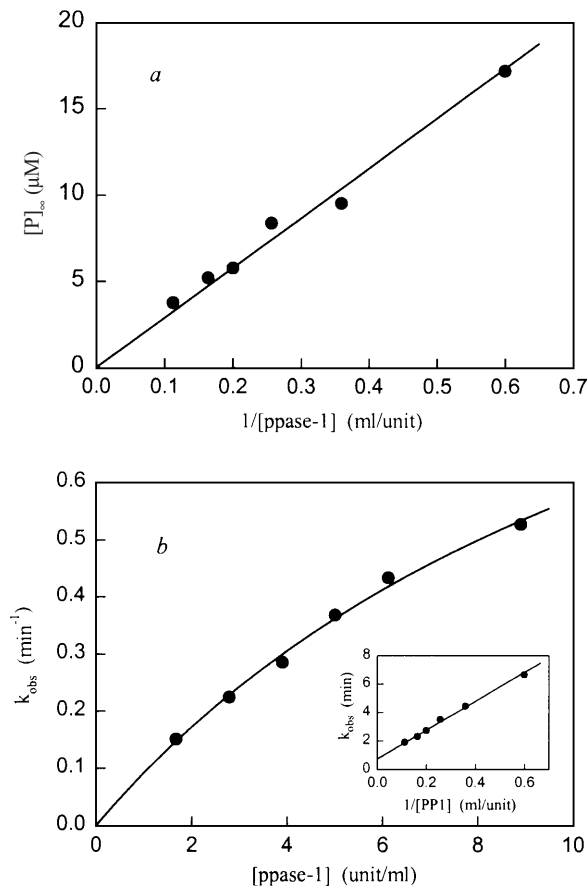 20
a
15
[P]∞ (μM)
10
5
0
0.0 0.1 0.2 0.3 0.4 0.5 0.6 0.7
1/[ppase-1] (ml/unit)
0.6
b
0.5
0.4
k_obs (min⁻¹)
0.3
0.2
0.1
0.0
8
6
k_obs (min)
4
2
0
0.0 0.2 0.4 0.6
1/[PP1] (ml/unit)
0 2 4 6 8 10
[ppase-1] (unit/ml)